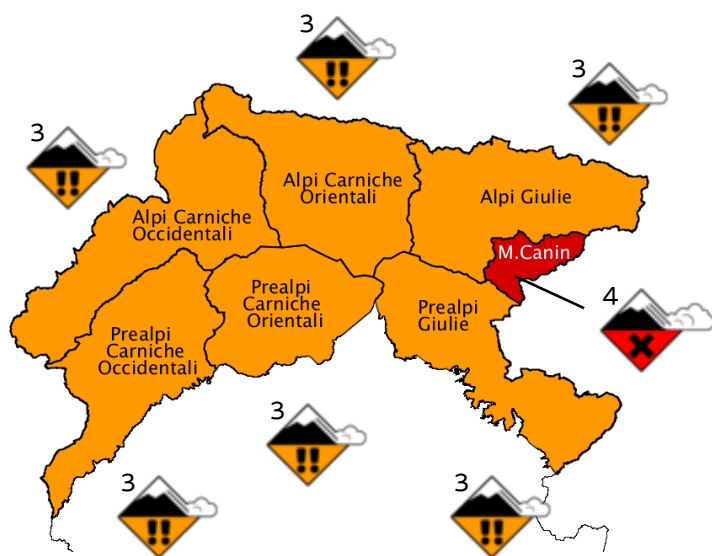 3
3
3
Alpi Carniche
Orientali
Alpi Giulie
Alpi Carniche
Occidentali
M.Canin
Prealpi
Carniche
Orientali
4
Prealpi
Giulie
Prealpi
Carniche
Occidentali
3
3
3